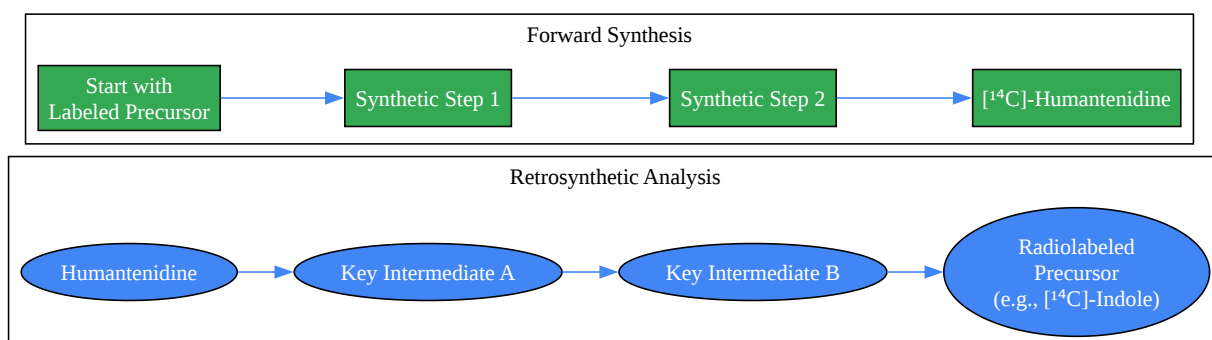 Forward Synthesis
Start with
Labeled Precursor
Synthetic Step 1
Synthetic Step 2
[¹⁴C]-Humantenidine
Retrosynthetic Analysis
Humantenidine
Key Intermediate A
Key Intermediate B
Radiolabeled
Precursor
(e.g., [¹⁴C]-Indole)